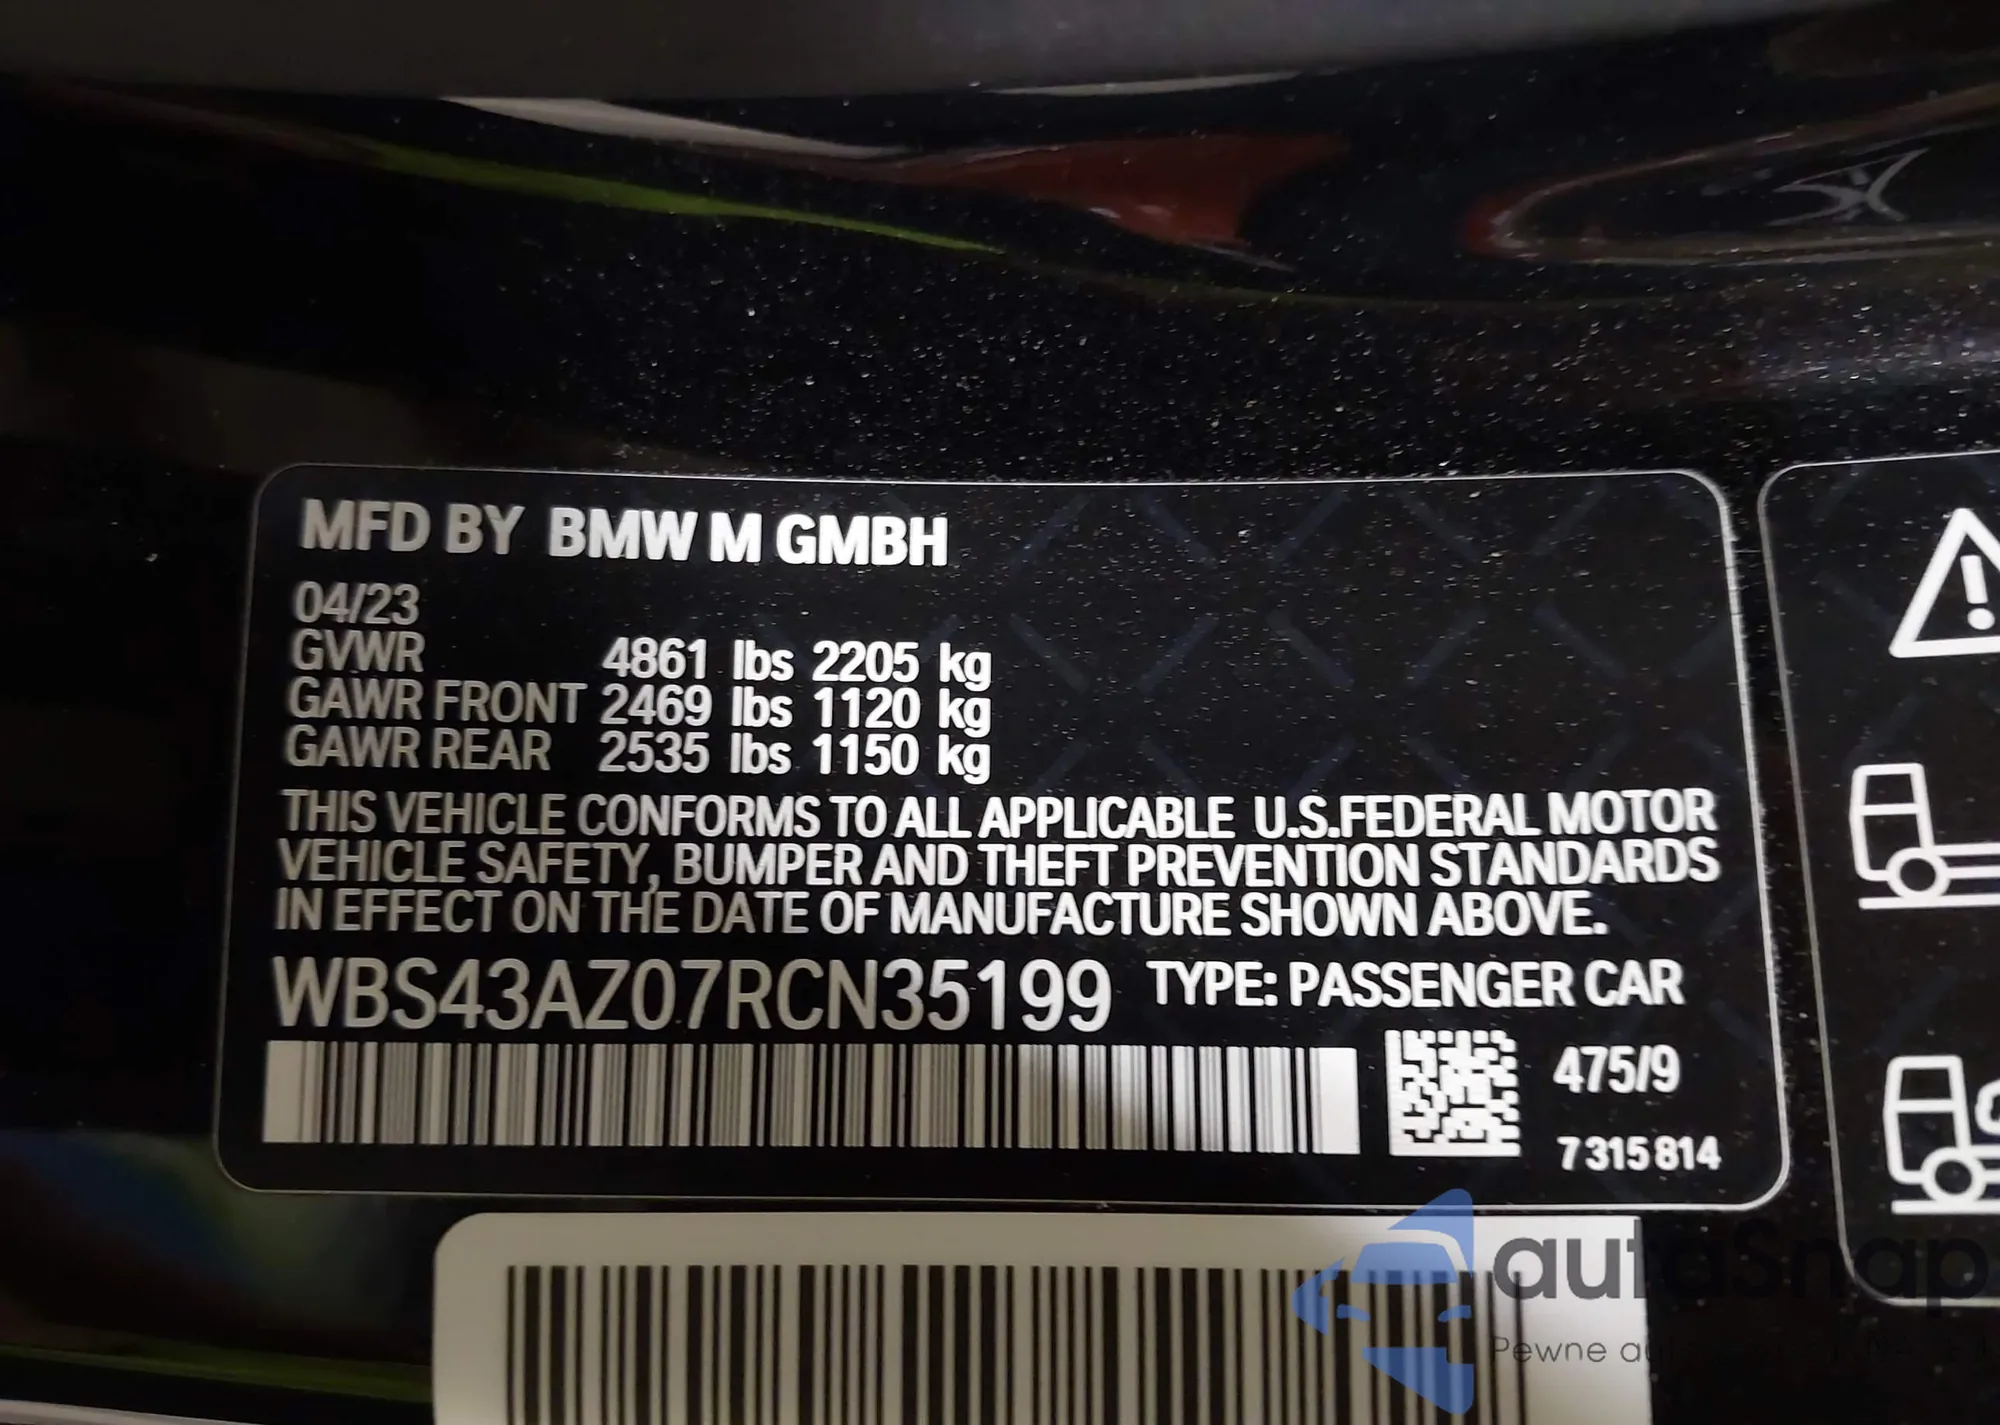 MFD BY BMW M GMBH
04/23
GVWR 4861 lbs 2205 kg
GAWR FRONT 2469 lbs 1120 kg
GAWR REAR 2535 lbs 1150 kg
THIS VEHICLE CONFORMS TO ALL APPLICABLE U.S.FEDERAL MOTOR
VEHICLE SAFETY, BUMPER AND THEFT PREVENTION STANDARDS
IN EFFECT ON THE DATE OF MANUFACTURE SHOWN ABOVE.
WBS43AZ07RCN35199 TYPE: PASSENGER CAR
475/9
7 315 814
autaSnap
Pewne